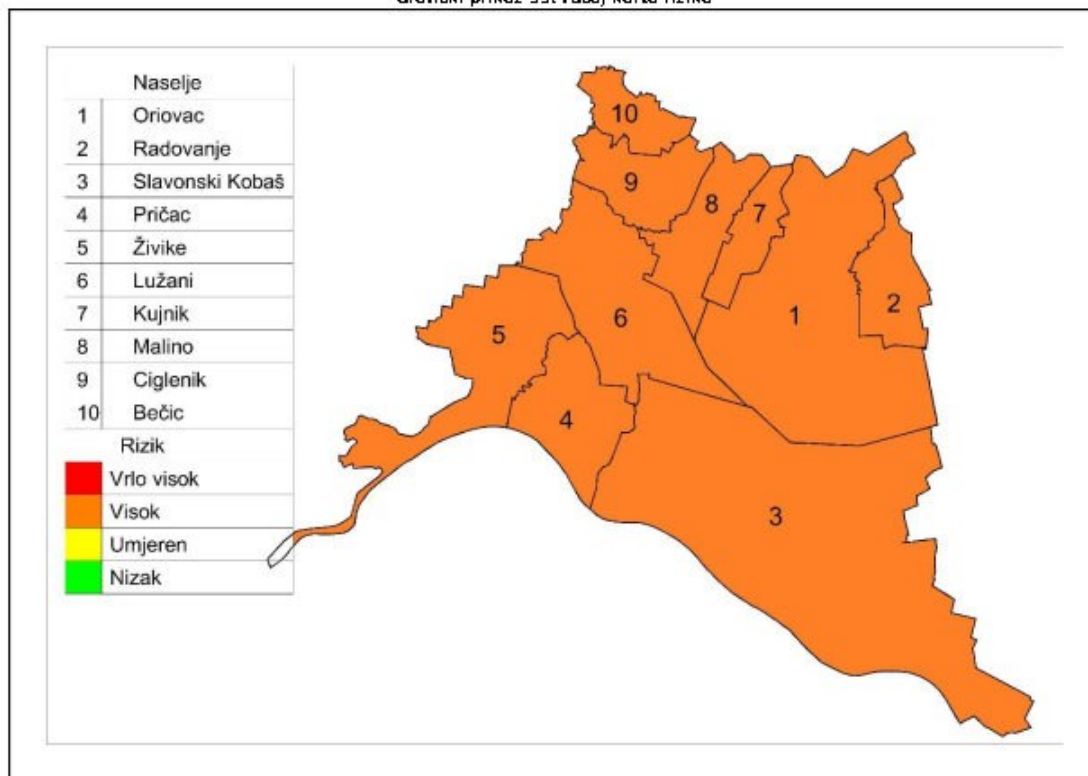 Naselje
1 Oriovac
2 Radovanje
3 Slavonski Kobaš
4 Pričac
5 Živike
6 Lužani
7 Kujnik
8 Malino
9 Ciglenik
10 Bečic
Rizik
Vrlo visok
Visok
Umjeren
Nizak
10
9
8
7
1
2
6
5
4
3